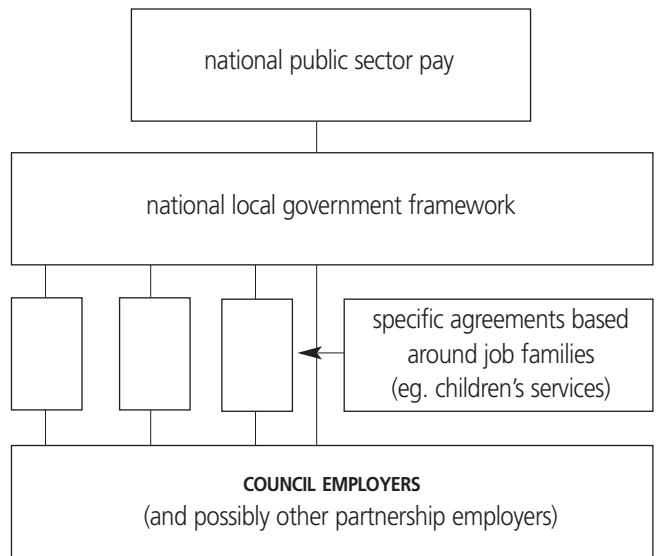 national public sector pay
national local government framework
specific agreements based
around job families
(eg. children's services)
COUNCIL EMPLOYERS
(and possibly other partnership employers)